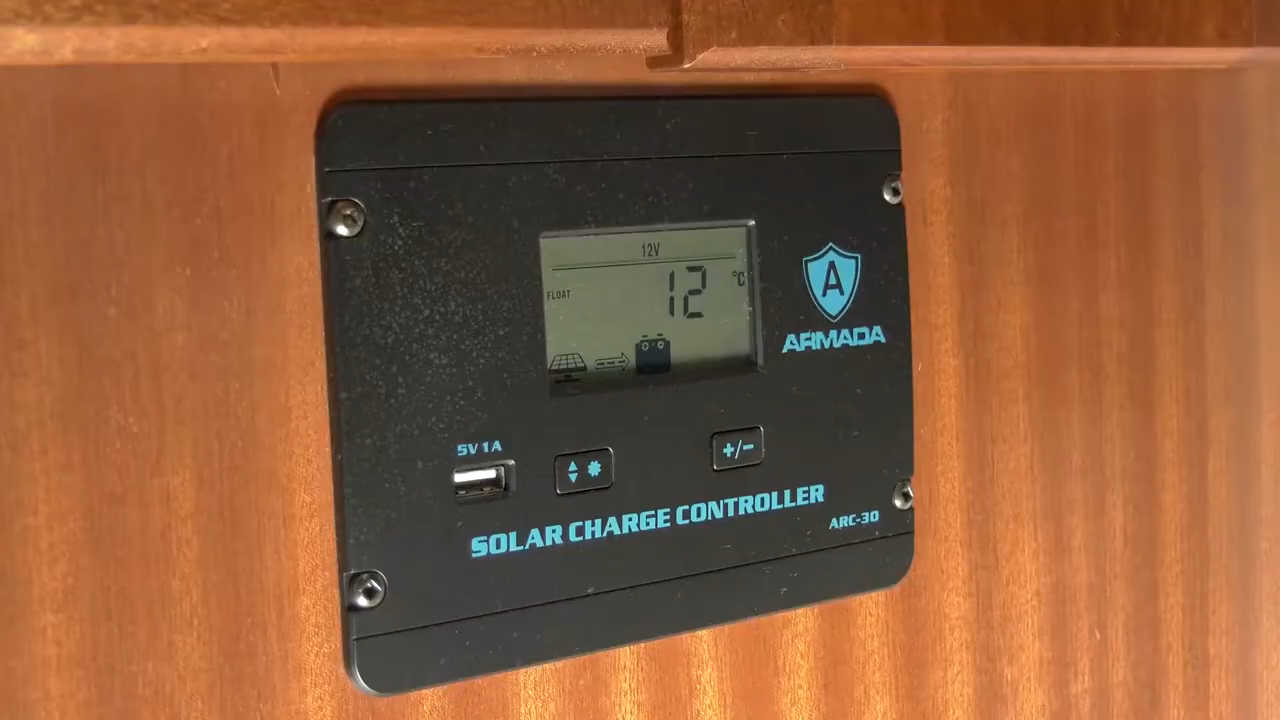 12V
FLOAT
12 °C
A
ARMADA
5V 1A
+/-
SOLAR CHARGE CONTROLLER
ARC-30